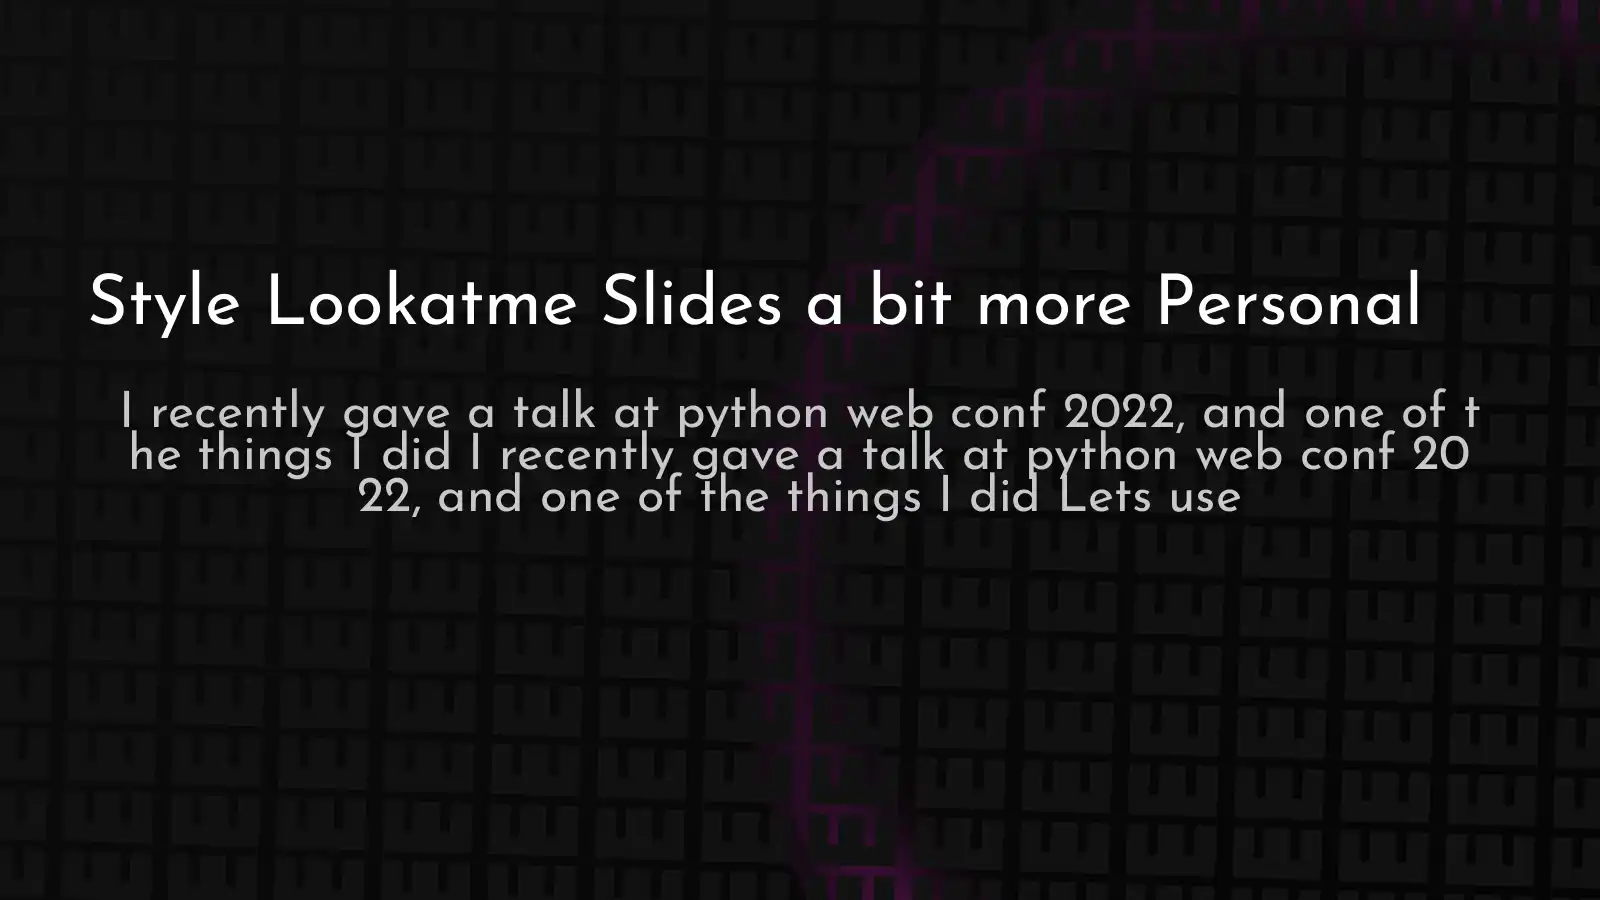 Style Lookatme Slides a bit more Personal
I recently gave a talk at python web conf 2022, and one of t
he things I did I recently gave a talk at python web conf 20
22, and one of the things I did Lets use